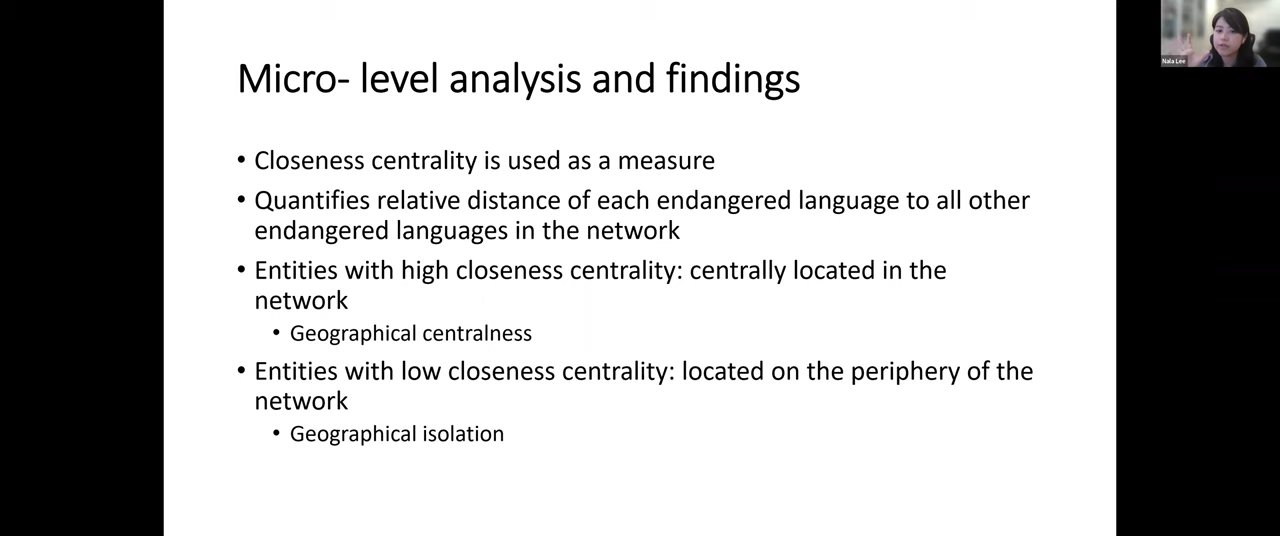 Micro- level analysis and findings
• Closeness centrality is used as a measure
• Quantifies relative distance of each endangered language to all other
endangered languages in the network
• Entities with high closeness centrality: centrally located in the
network
• Geographical centralness
• Entities with low closeness centrality: located on the periphery of the
network
• Geographical isolation
Nala Lee